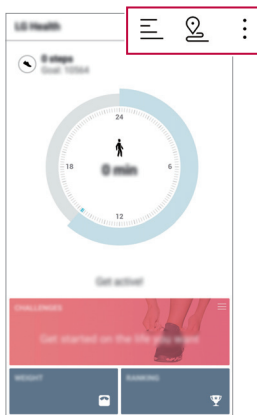 LG Health
0 steps
Goal: 10564
24
18
6
0 min
12
Get active!
CHALLENGES
Get started on the life you want
WEIGHT
RANKING